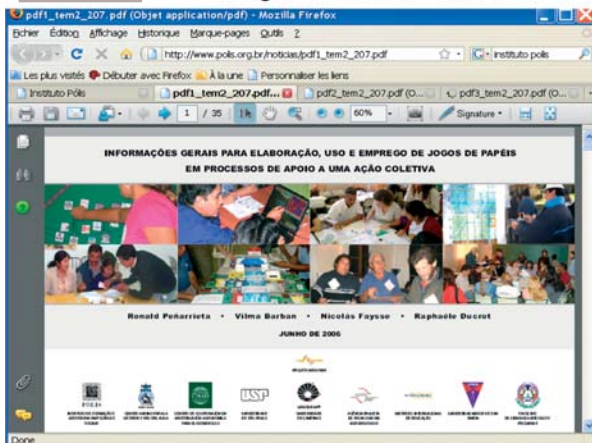 pdf1_tem2_207.pdf (Objet application/pdf) - Mozilla Firefox
Fichier Édition Affichage Historique Marque-pages Outils ?
http://www.polis.org.br/noticias/pdf1_tem2_207.pdf instituto polis
Les plus visités Débuter avec Firefox À la une Personnaliser les liens
Instituto Pólis pdf1_tem2_207.pdf... pdf2_tem2_207.pdf (O... pdf3_tem2_207.pdf (O...
1 / 35 60% Signature
INFORMAÇÕES GERAIS PARA ELABORAÇÃO, USO E EMPREGO DE JOGOS DE PAPÉIS
EM PROCESSOS DE APOIO A UMA AÇÃO COLETIVA
Ronald Peñarrieta • Vilma Barban • Nicolás Faysse • Raphaèle Ducrot
JUNHO DE 2006
USP
Done